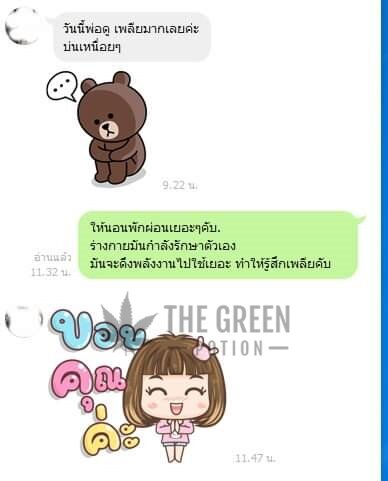 วันนี้พ่อดู เพลียมากเลยค่ะ
บ่นเหนื่อยๆ
9.22 น.
ให้นอนพักผ่อนเยอะๆคับ.
ร่างกายมันกำลังรักษาตัวเอง
มันจะดึงพลังงานไปใช้เยอะ ทำให้รู้สึกเพลียคับ
อ่านแล้ว
11.32 น.
THE GREEN
POTION
ขอบ
คุณ
ค่ะ
11.47 น.